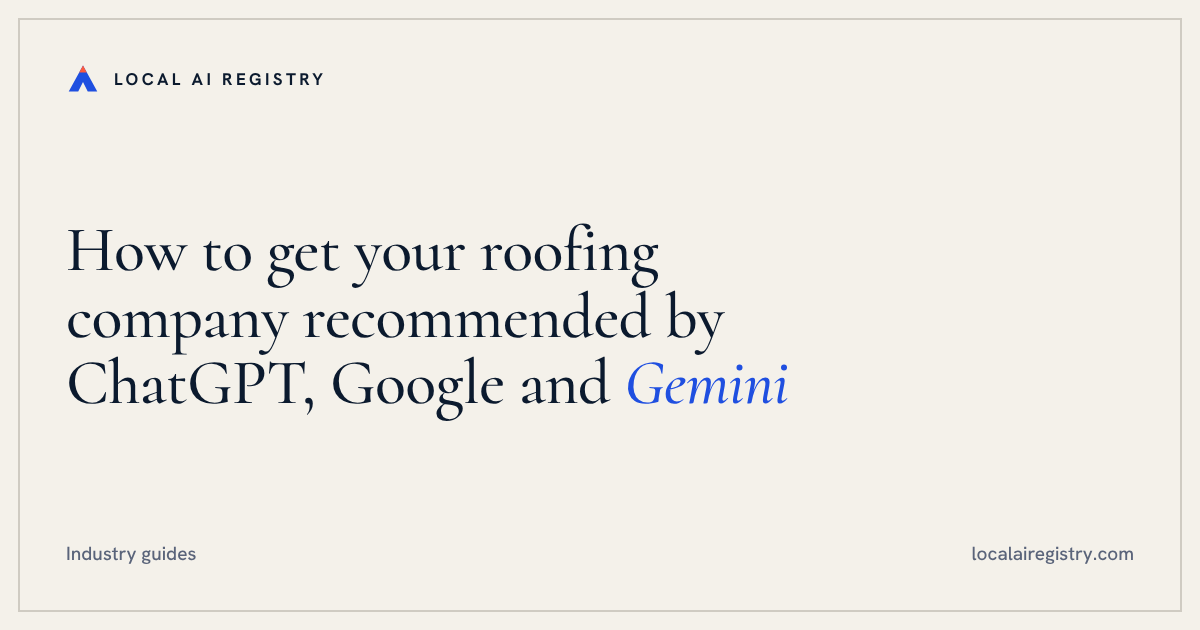 LOCAL AI REGISTRY
How to get your roofing
company recommended by
ChatGPT, Google and Gemini
Industry guides
localairegistry.com